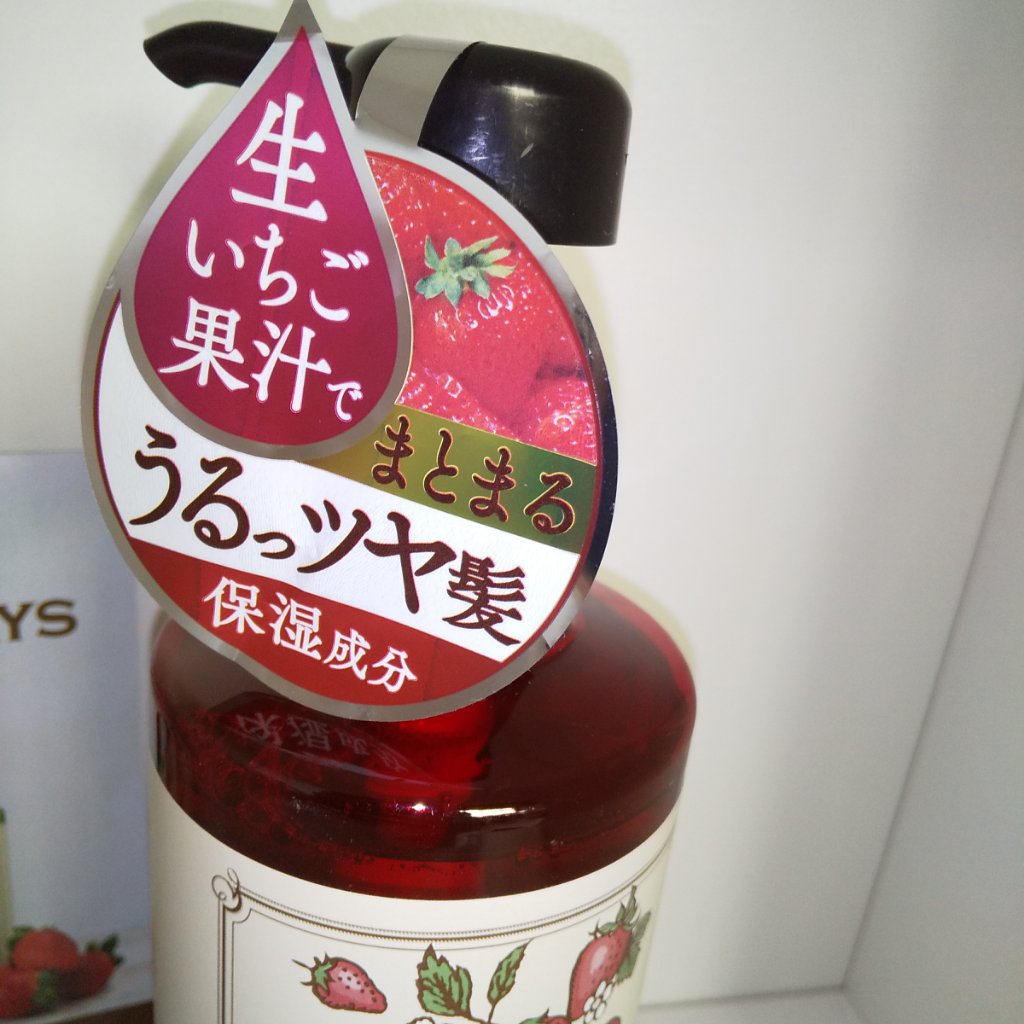 生
いちご
果汁で
まとまる
うるっツヤ髪
保湿成分
YS